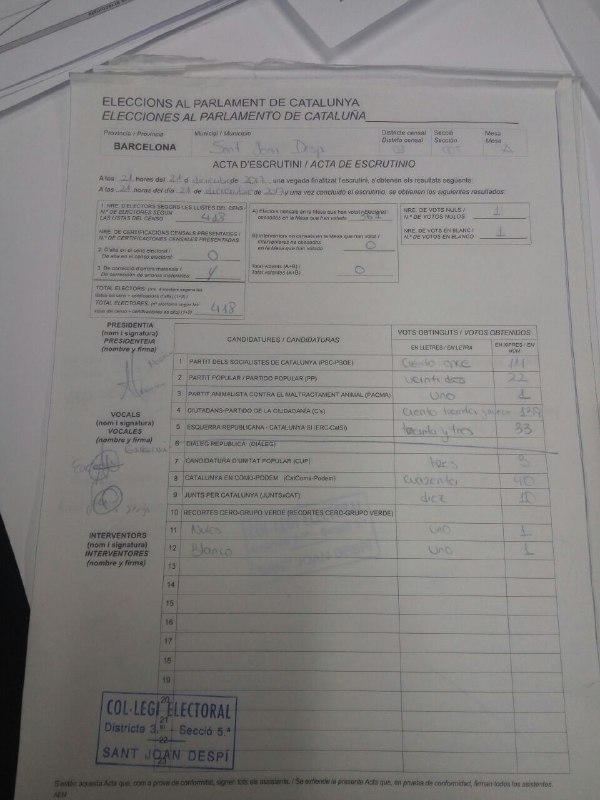 ELECCIONS AL PARLAMENT DE CATALUNYA
ELECCIONES AL PARLAMENTO DE CATALUÑA
Província / Provincia
Municipi / Municipio
Districte censal
Distrito censal
Secció
Sección
Mesa
Mesa
BARCELONA
Sant Joan Despí
03
A
ACTA D'ESCRUTINI / ACTA DE ESCRUTINIO
A les 21 hores del 21 d desembre de 2017, una vegada finalitzat l'escrutini, s'obtenen els resultats següents:
A las 21 horas del día 21 de diciembre de 2017 y una vez concluido el escrutinio, se obtienen los siguientes resultados:
1. NRE. D'ELECTORS SEGONS LES LLISTES DEL CENS
N.º DE ELECTORES SEGÚN
LAS LISTAS DEL CENSO
418
NRE. DE CERTIFICACIONS CENSALS PRESENTADES /
N.º DE CERTIFICACIONES CENSALES PRESENTADAS
2. D'alta en el cens electoral /
De alta en el censo electoral
0
3. De correcció d'errors materials /
De corrección de errores materiales
TOTAL ELECTORS:
TOTAL ELECTORES:
418
A) Electors censats en la Mesa que han votat / Electores
censados en la Mesa que han votado
B) Interventors no censats en la Mesa que han votat /
Interventores no censados
en la Mesa que han votado
0
Total votants (A+B) /
Total votantes (A+B)
0
NRE. DE VOTS NULS /
N.º DE VOTOS NULOS
1
NRE. DE VOTS EN BLANC /
N.º DE VOTOS EN BLANCO
1
PRESIDENTIA
(nom i signatura)
PRESIDENTEIA
(nombre y firma)
VOCALS
(nom i signatura)
VOCALES
(nombre y firma)
INTERVENTORS
(nom i signatura)
INTERVENTORES
(nombre y firma)
CANDIDATURES / CANDIDATURAS
VOTS OBTINGUTS / VOTOS OBTENIDOS
EN LLETRES / EN LETRA
EN XIFRES / EN NÚM
1 PARTIT DELS SOCIALISTES DE CATALUNYA (PSC-PSOE) Ciento once 111
2 PARTIT POPULAR / PARTIDO POPULAR (PP) veintidos 22
3 PARTIT ANIMALISTA CONTRA EL MALTRACTAMENT ANIMAL (PACMA) uno 1
4 CIUTADANS-PARTIDO DE LA CIUDADANÍA (C's) Ciento treinta y nueve 139
5 ESQUERRA REPUBLICANA - CATALUNYA SÍ (ERC-CatSí) treinta y tres 33
6 DIÀLEG REPUBLICÀ (DIÀLEG)
7 CANDIDATURA D'UNITAT POPULAR (CUP) tres 3
8 CATALUNYA EN COMÚ-PODEM (CatComú-Podem) Cuarenta 40
9 JUNTS PER CATALUNYA (JUNTSxCAT) diez 10
10 RECORTES CERO-GRUPO VERDE (RECORTES CERO-GRUPO VERDE)
11 Nulos uno 1
12 Blanco uno 1
13
14
15
16
17
18
19
20
21
22
23
COL·LEGI ELECTORAL
Districte 3.er - Secció 5.ª
SANT JOAN DESPÍ
S'estén aquesta Acta que, com a prova de conformitat, signen tots els assistents. / Se extiende la presente Acta que, en prueba de conformidad, firman todos los asistentes.